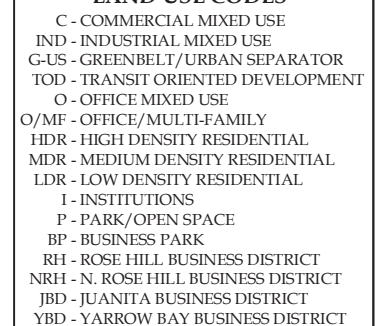 LAND USE CODES
C - COMMERCIAL MIXED USE
IND - INDUSTRIAL MIXED USE
G-US - GREENBELT/URBAN SEPARATOR
TOD - TRANSIT ORIENTED DEVELOPMENT
O - OFFICE MIXED USE
O/MF - OFFICE/MULTI-FAMILY
HDR - HIGH DENSITY RESIDENTIAL
MDR - MEDIUM DENSITY RESIDENTIAL
LDR - LOW DENSITY RESIDENTIAL
I - INSTITUTIONS
P - PARK/OPEN SPACE
BP - BUSINESS PARK
RH - ROSE HILL BUSINESS DISTRICT
NRH - N. ROSE HILL BUSINESS DISTRICT
JBD - JUANITA BUSINESS DISTRICT
YBD - YARROW BAY BUSINESS DISTRICT